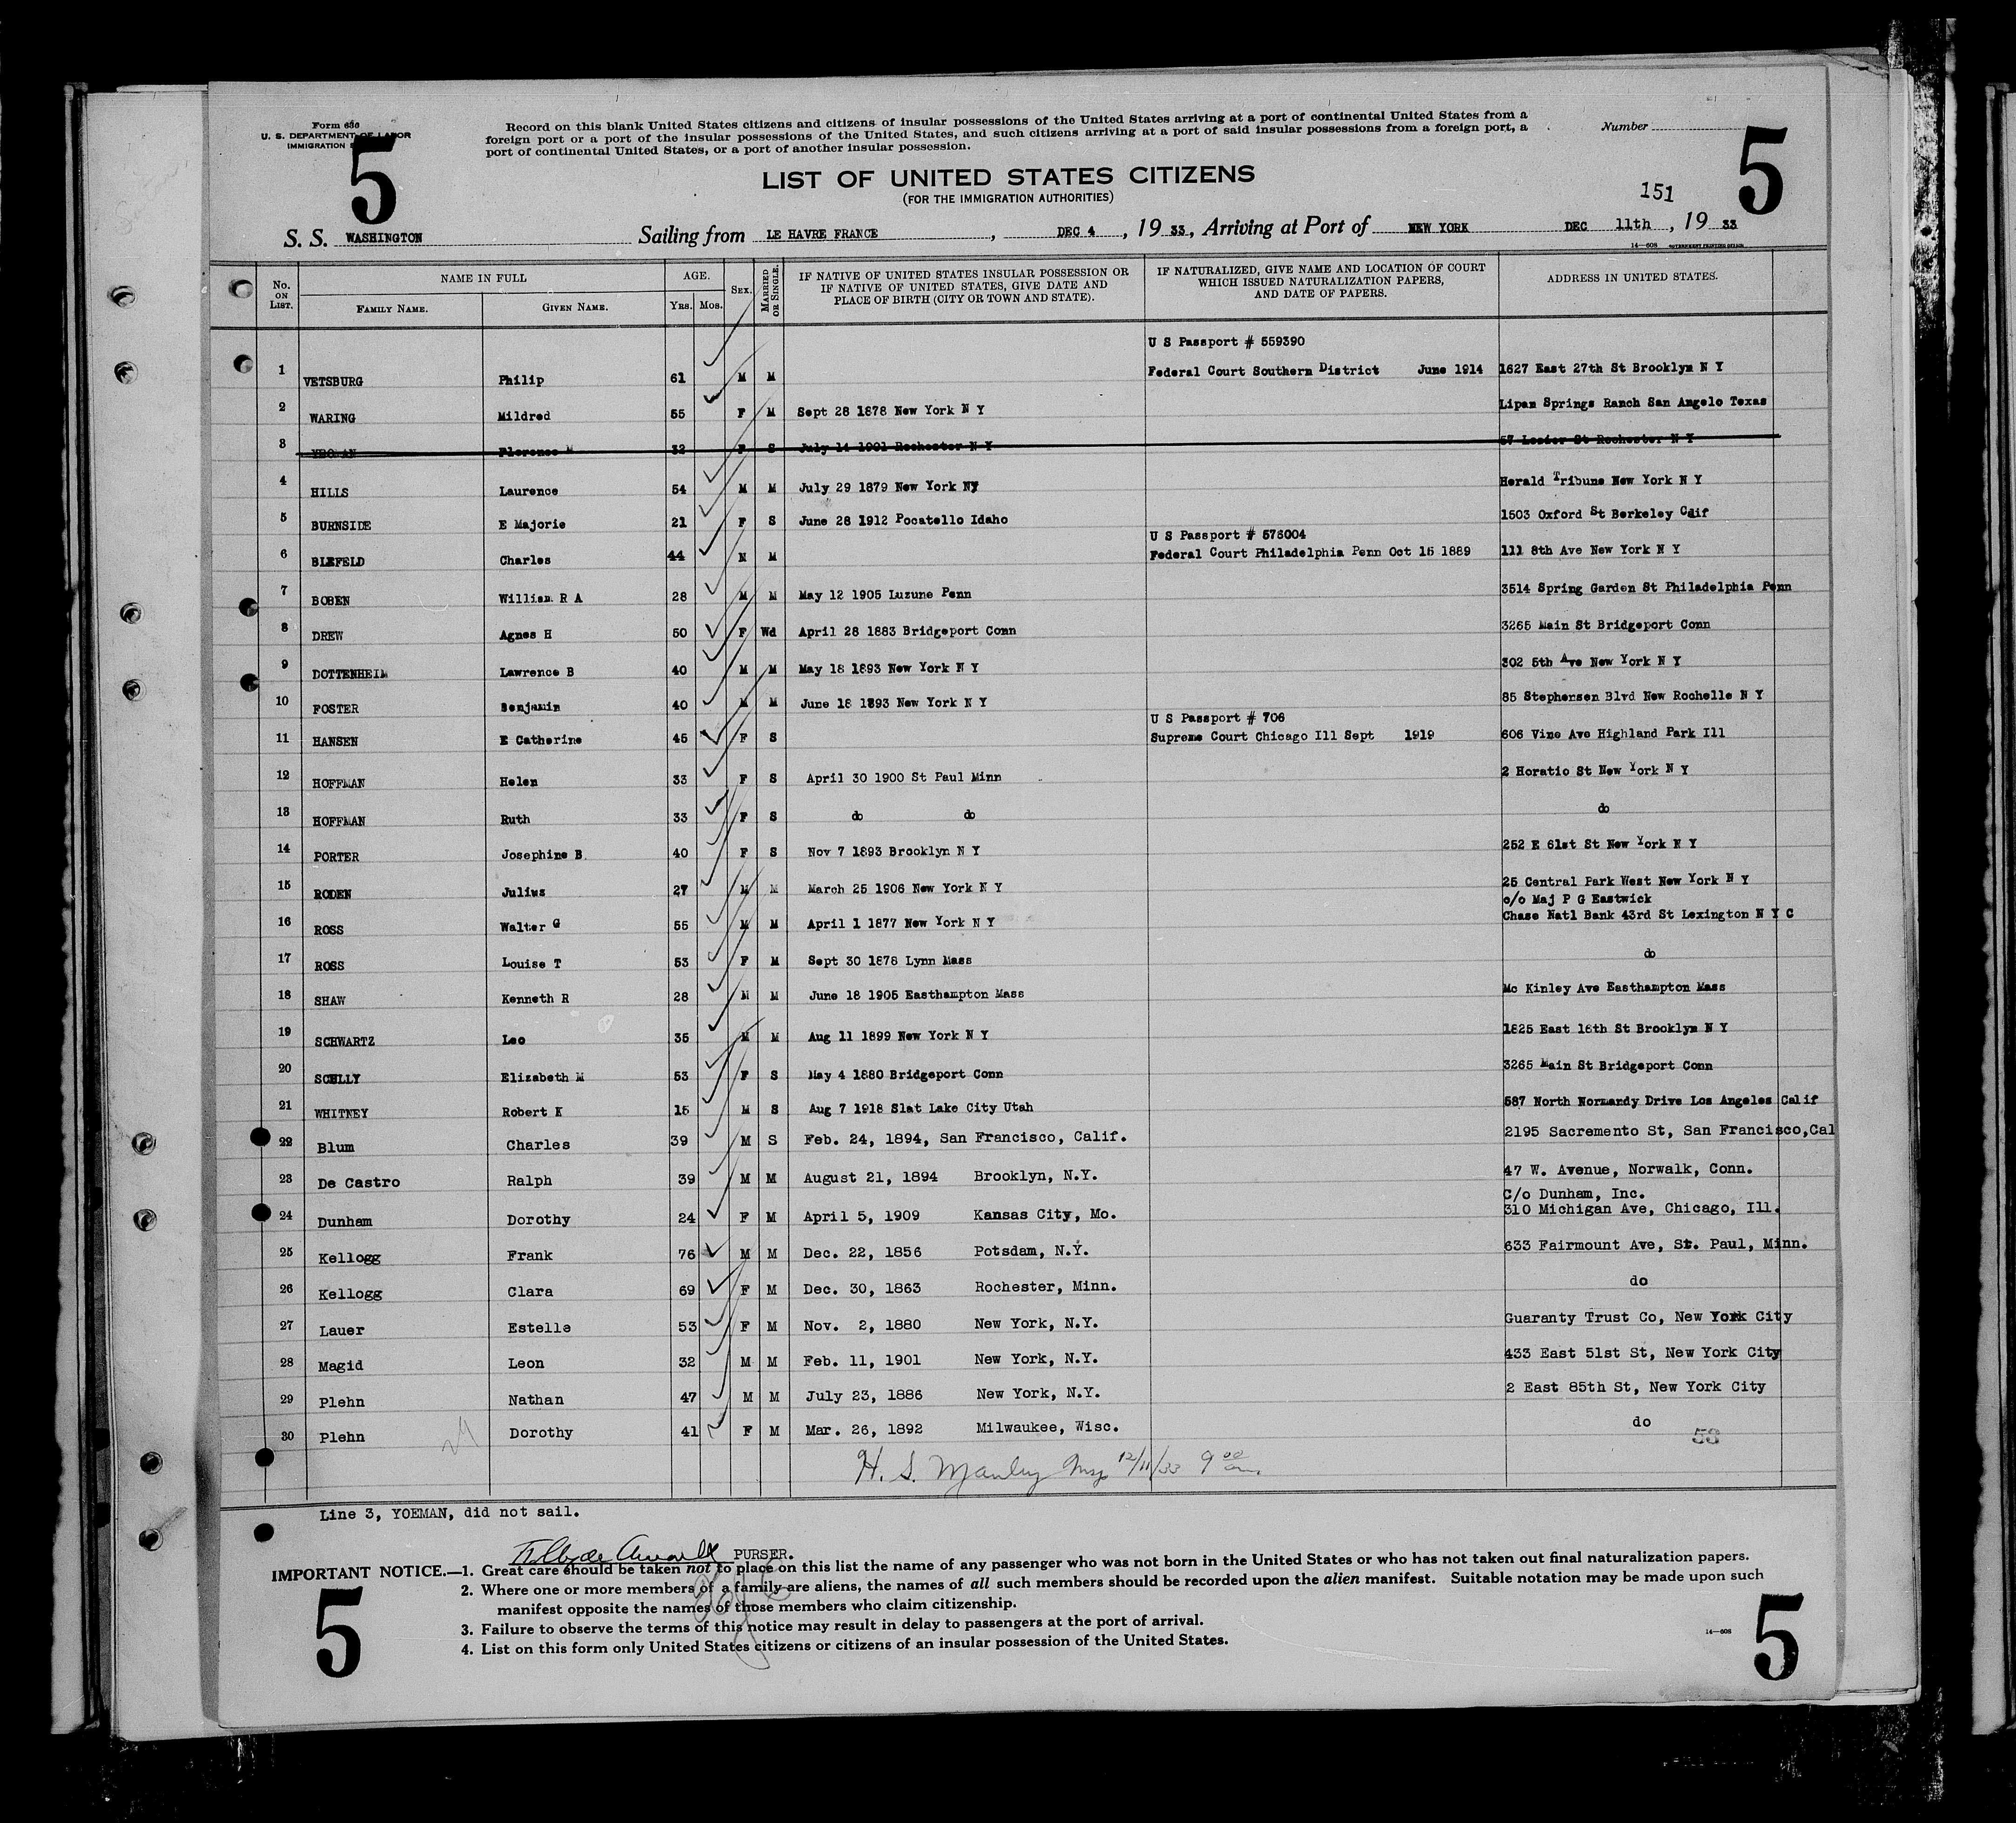 Form 630
U. S. DEPARTMENT OF LABOR
IMMIGRATION
5
Record on this blank United States citizens and citizens of insular possessions of the United States arriving at a port of continental United States from a
foreign port or a port of the insular possessions of the United States, and such citizens arriving at a port of said insular possessions from a foreign port, a
port of continental United States, or a port of another insular possession.
Number
5
LIST OF UNITED STATES CITIZENS
(FOR THE IMMIGRATION AUTHORITIES)
151
S. S. WASHINGTON Sailing from LE HAVRE FRANCE, DEC 4, 19 33, Arriving at Port of NEW YORK DEC 11th, 19 33
14—608 GOVERNMENT PRINTING OFFICE
No. ON LIST. NAME IN FULL FAMILY NAME. GIVEN NAME. AGE. Yrs. Mos. SEX. MARRIED OR SINGLE. IF NATIVE OF UNITED STATES INSULAR POSSESSION OR IF NATIVE OF UNITED STATES, GIVE DATE AND PLACE OF BIRTH (CITY OR TOWN AND STATE). IF NATURALIZED, GIVE NAME AND LOCATION OF COURT WHICH ISSUED NATURALIZATION PAPERS, AND DATE OF PAPERS. ADDRESS IN UNITED STATES.
U S Passport # 559390
1 VETSBURG Philip 61 M M Federal Court Southern District June 1914 1627 East 27th St Brooklyn N Y
2 WARING Mildred 55 F M Sept 28 1878 New York N Y Lipan Springs Ranch San Angelo Texas
3 YEOMAN Florence M 32 F S July 14 1901 Rochester N Y 57 Lozier St Rochester N Y
4 HILLS Laurence 54 M M July 29 1879 New York NY Herald Tribune New York N Y
5 BURNSIDE E Majorie 21 F S June 28 1912 Pocatello Idaho 1503 Oxford St Berkeley Calif
U S Passport # 576004
6 BLEFELD Charles 44 M M Federal Court Philadelphia Penn Oct 15 1889 111 8th Ave New York N Y
7 BOBEN William R A 28 M M May 12 1905 Luzune Penn 3514 Spring Garden St Philadelphia Penn
8 DREW Agnes H 50 F Wd April 28 1883 Bridgeport Conn 3265 Main St Bridgeport Conn
9 DOTTENHEIM Lawrence B 40 M M May 18 1893 New York N Y 302 5th Ave New York N Y
10 FOSTER Benjamin 40 M M June 18 1893 New York N Y 85 Stephensen Blvd New Rochelle N Y
U S Passport # 706
11 HANSEN E Catherine 45 F S Supreme Court Chicago Ill Sept 1919 606 Vine Ave Highland Park Ill
12 HOFFMAN Helen 33 F S April 30 1900 St Paul Minn 2 Horatio St New York N Y
13 HOFFMAN Ruth 33 F S do do do
14 PORTER Josephine B 40 F S Nov 7 1893 Brooklyn N Y 252 E 61st St New York N Y
15 RODEN Julius 27 M M March 25 1906 New York N Y 25 Central Park West New York N Y
c/o Maj P G Eastwick
16 ROSS Walter G 55 M M April 1 1877 New York N Y Chase Natl Bank 43rd St Lexington N Y C
17 ROSS Louise T 53 F M Sept 30 1878 Lynn Mass do
18 SHAW Kenneth R 28 M M June 18 1905 Easthampton Mass Mc Kinley Ave Easthampton Mass
19 SCHWARTZ Leo 35 M M Aug 11 1899 New York N Y 1825 East 16th St Brooklyn N Y
20 SCULLY Elizabeth M 53 F S May 4 1880 Bridgeport Conn 3265 Main St Bridgeport Conn
21 WHITNEY Robert K 15 M S Aug 7 1918 Slat Lake City Utah 587 North Normandy Drive Los Angeles Calif
22 Blum Charles 39 M S Feb. 24, 1894, San Francisco, Calif. 2195 Sacremento St, San Francisco,Cal
23 De Castro Ralph 39 M M August 21, 1894 Brooklyn, N.Y. 47 W. Avenue, Norwalk, Conn.
C/o Dunham, Inc.
24 Dunham Dorothy 24 F M April 5, 1909 Kansas City, Mo. 310 Michigan Ave, Chicago, Ill.
25 Kellogg Frank 76 M M Dec. 22, 1856 Potsdam, N.Y. 633 Fairmount Ave, St. Paul, Minn.
26 Kellogg Clara 69 F M Dec. 30, 1863 Rochester, Minn. do
27 Lauer Estelle 53 F M Nov. 2, 1880 New York, N.Y. Guaranty Trust Co, New York City
28 Magid Leon 32 M M Feb. 11, 1901 New York, N.Y. 433 East 51st St, New York City
29 Plehn Nathan 47 M M July 23, 1886 New York, N.Y. 2 East 85th St, New York City
30 Plehn Dorothy 41 F M Mar. 26, 1892 Milwaukee, Wisc. do
53
H. S. Manley 12/11/33 9 00 am.
Line 3, YOEMAN, did not sail.
PURSER.
IMPORTANT NOTICE.—1. Great care should be taken not to place on this list the name of any passenger who was not born in the United States or who has not taken out final naturalization papers.
2. Where one or more members of a family are aliens, the names of all such members should be recorded upon the alien manifest. Suitable notation may be made upon such
manifest opposite the names of those members who claim citizenship.
3. Failure to observe the terms of this notice may result in delay to passengers at the port of arrival.
4. List on this form only United States citizens or citizens of an insular possession of the United States.
14—608
5
5